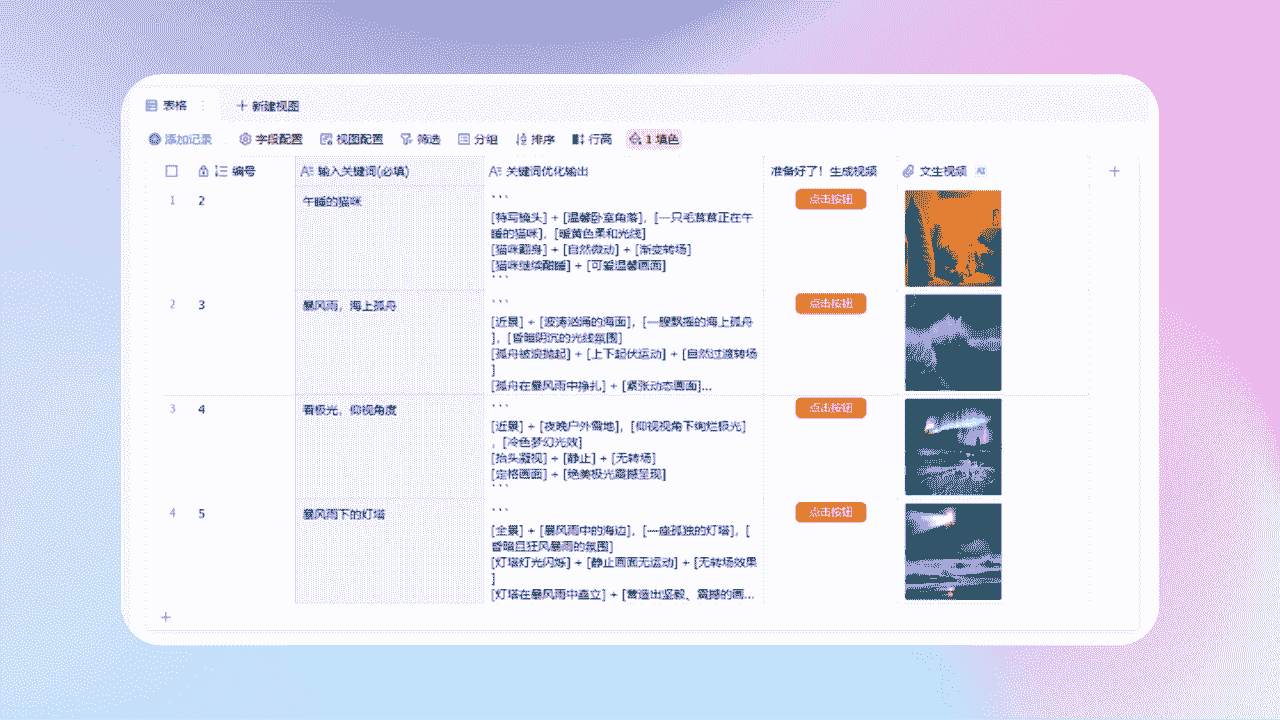 表格
新建视图
添加记录 字段配置 视图配置 筛选 分组 排序 行高 1 填色
编号 输入关键词(必填) 关键词优化输出 准备好了！生成视频 文生视频
1 2 午睡的猫咪 点击按钮
```
[特写镜头] + [温馨卧室角落]，[一只毛茸茸正在午
睡的猫咪]，[暖黄色柔和光线]
[猫咪翻身] + [自然微动] + [渐变转场]
[猫咪继续酣睡] + [可爱温馨画面]
```
2 3 暴风雨，海上孤舟 点击按钮
```
[近景] + [波涛汹涌的海面]，[一艘飘摇的海上孤舟
]，[昏暗阴沉的光线氛围]
[孤舟被浪抛起] + [上下起伏运动] + [自然过渡转场
]
[孤舟在暴风雨中挣扎] + [紧张动态画面]...
3 4 看极光，仰视角度 点击按钮
```
[近景] + [夜晚户外雪地]，[仰视视角下绚烂极光]
，[冷色梦幻光效]
[抬头凝视] + [静止] + [无转场]
[定格画面] + [绝美极光震撼呈现]
```
4 5 暴风雨下的灯塔 点击按钮
```
[全景] + [暴风雨中的海边]，[一座孤独的灯塔]，[
昏暗且狂风暴雨的氛围]
[灯塔灯光闪烁] + [静止画面无运动] + [无转场效果
]
[灯塔在暴风雨中矗立] + [营造出坚毅、震撼的画...